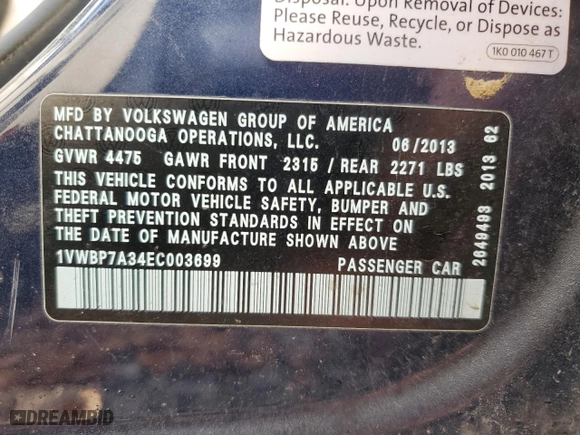 Disposal: Upon Removal of Devices:
Please Reuse, Recycle, or Dispose as
Hazardous Waste.
1K0 010 467 T
MFD BY VOLKSWAGEN GROUP OF AMERICA
CHATTANOOGA OPERATIONS, LLC. 06/2013
GVWR 4475 GAWR FRONT 2315 / REAR 2271 LBS
THIS VEHICLE CONFORMS TO ALL APPLICABLE U.S.
FEDERAL MOTOR VEHICLE SAFETY, BUMPER AND
THEFT PREVENTION STANDARDS IN EFFECT ON
THE DATE OF MANUFACTURE SHOWN ABOVE
1VWBP7A34EC003699 PASSENGER CAR
2649493 2013 62
DREAMBID